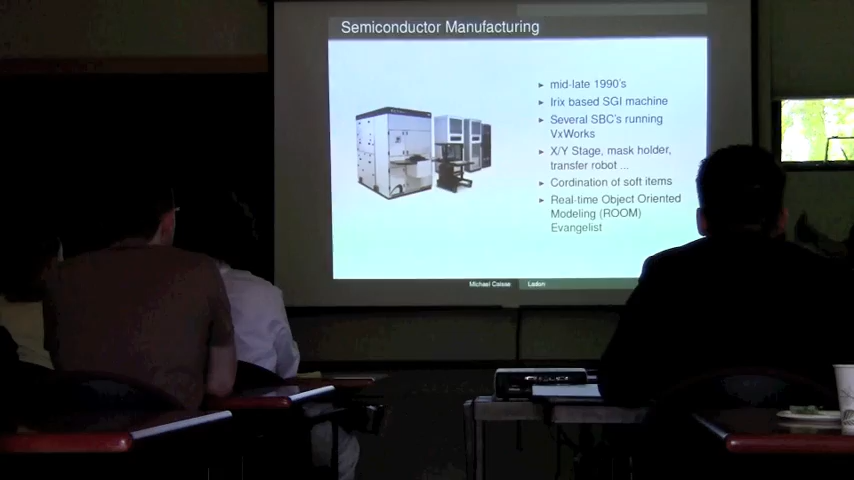 Semiconductor Manufacturing
► mid-late 1990's
► Irix based SGI machine
► Several SBC's running
VxWorks
► X/Y Stage, mask holder,
transfer robot ...
► Cordination of soft items
► Real-time Object Oriented
Modeling (ROOM)
Evangelist
Michael Caisse Ladon